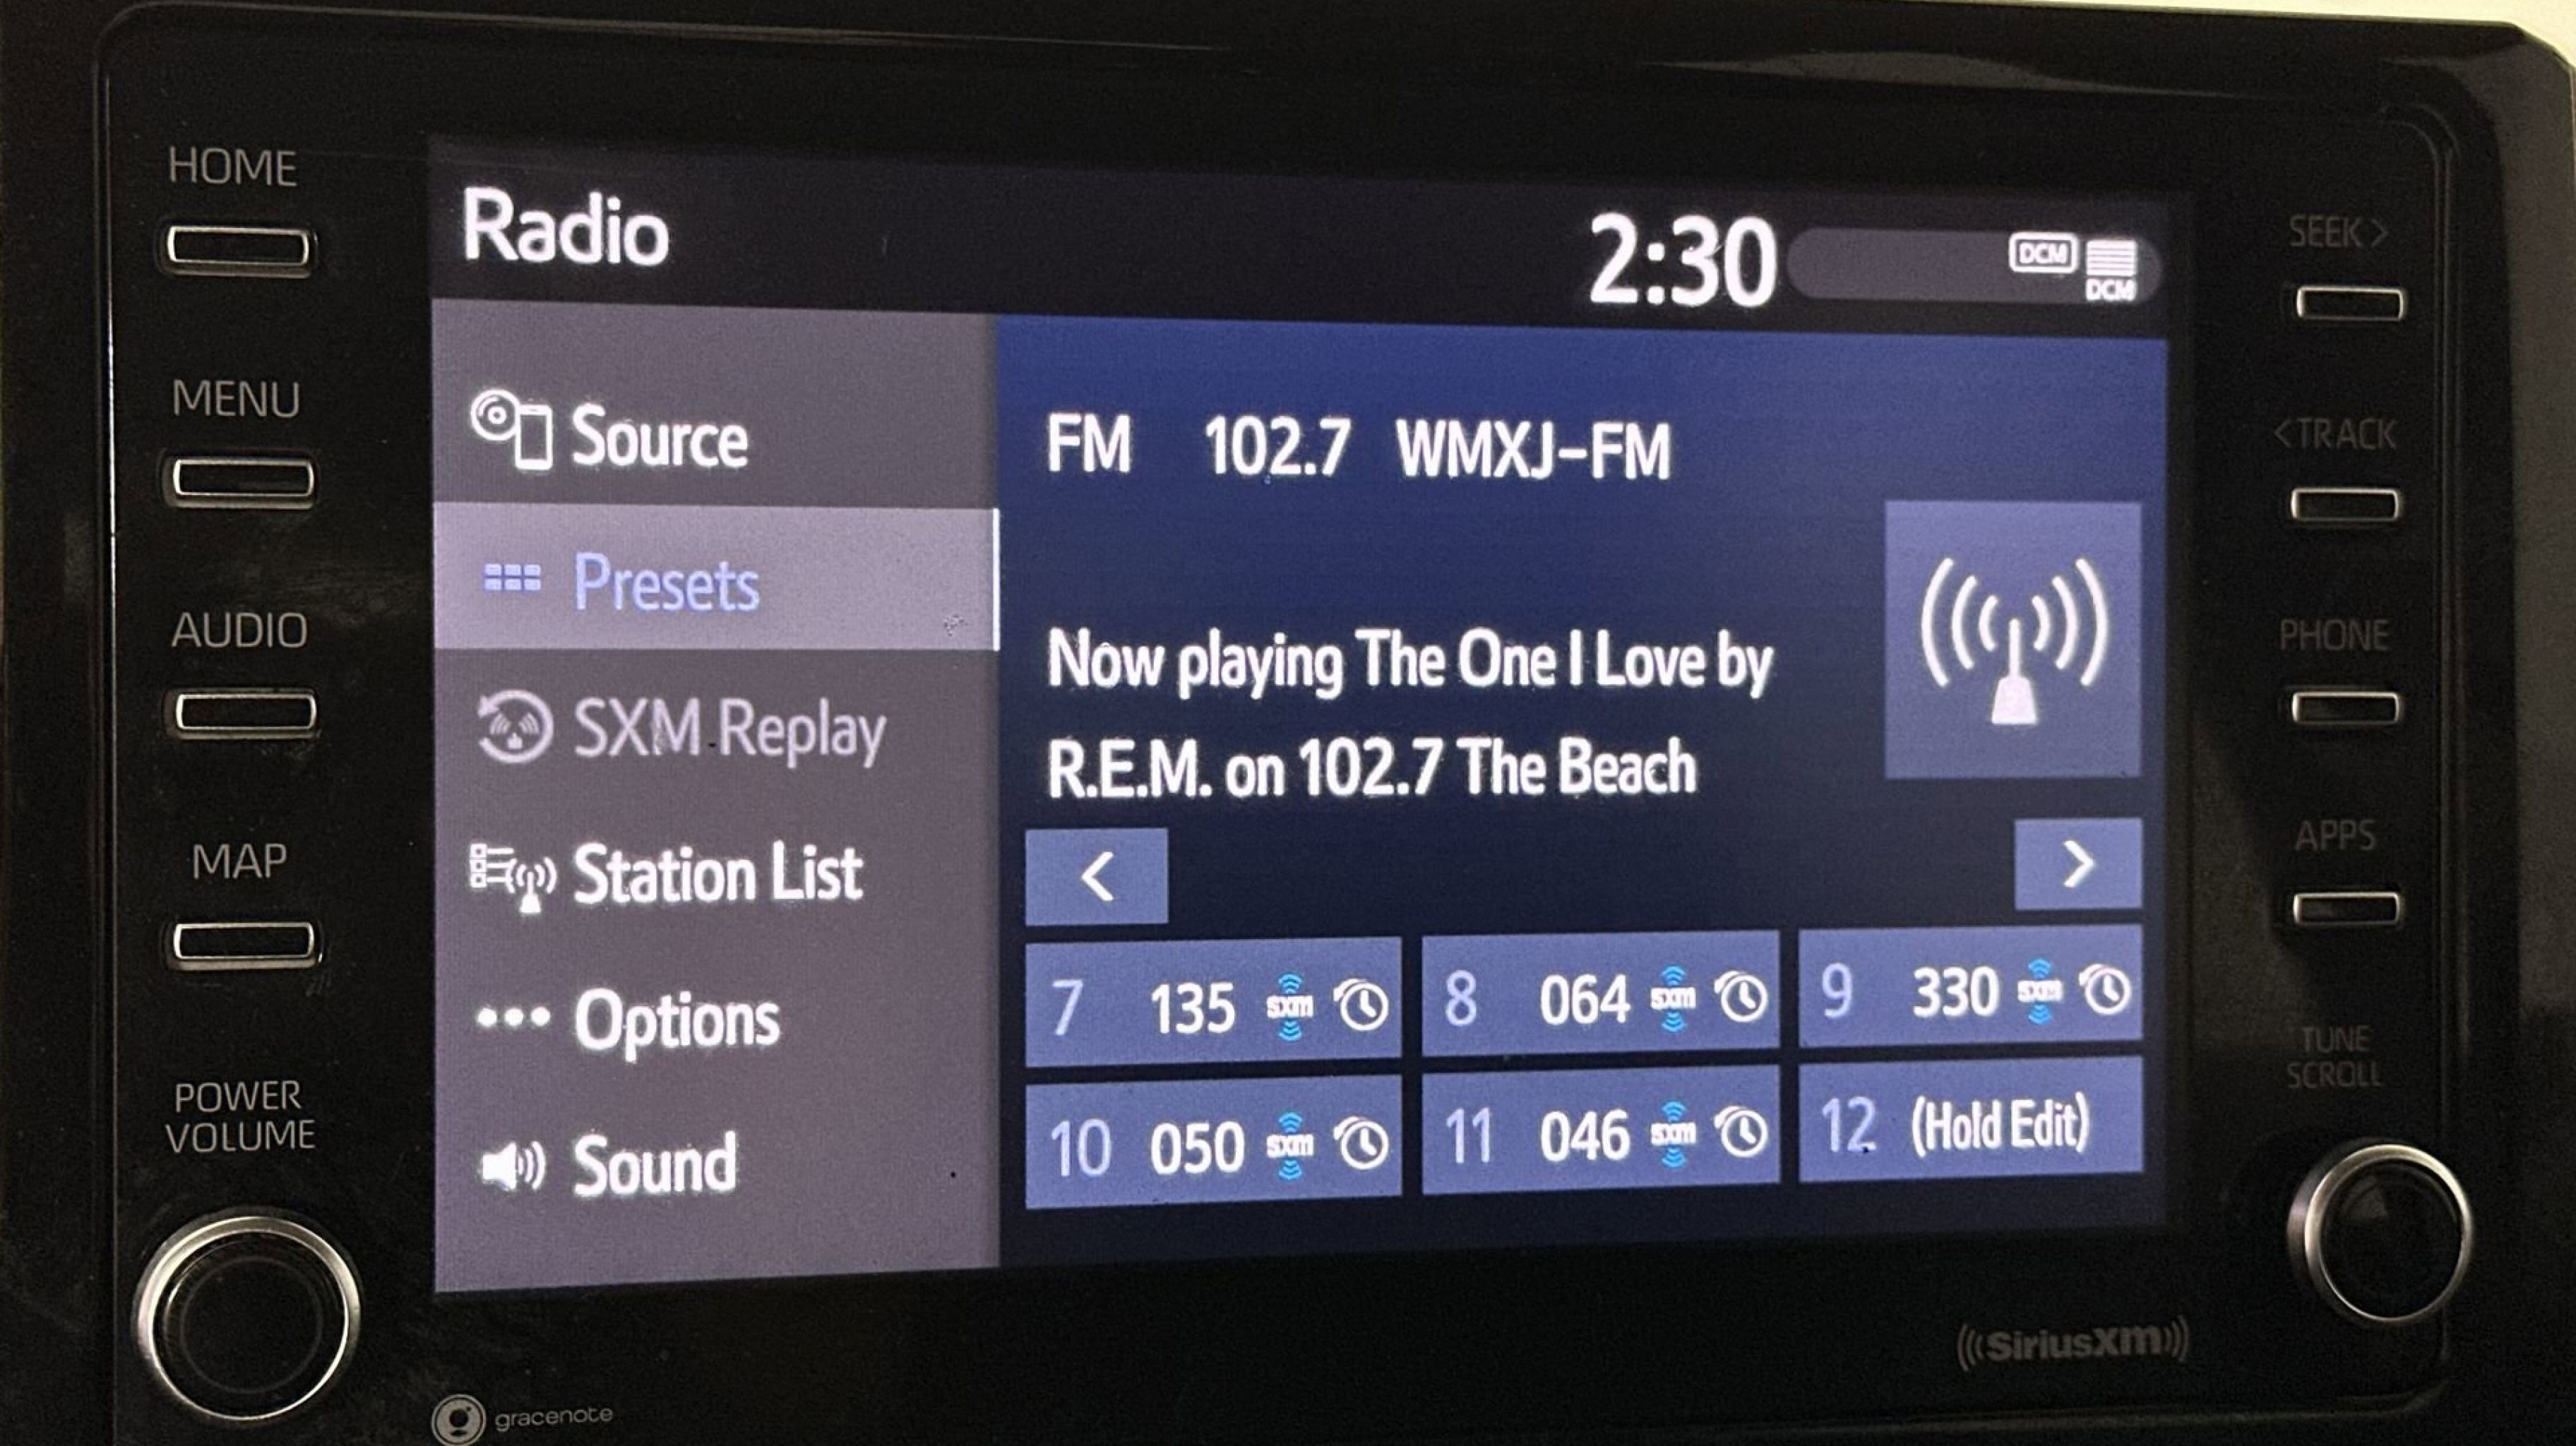 HOME
MENU
AUDIO
MAP
POWER
VOLUME
Radio
2:30
DCM
DCM
Source
Presets
SXM Replay
Station List
Options
Sound
FM 102.7 WMXJ-FM
Now playing The One I Love by
R.E.M. on 102.7 The Beach
<
>
7 135 sxm
8 064 sxm
9 330 sxm
10 050 sxm
11 046 sxm
12 (Hold Edit)
SEEK >
< TRACK
PHONE
APPS
TUNE
SCROLL
gracenote
((SiriusXM))